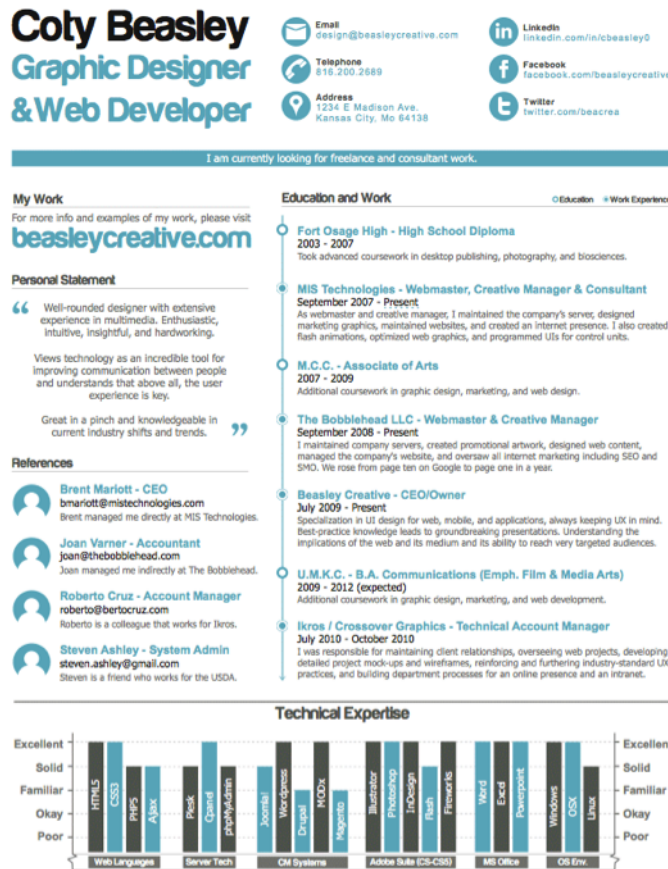 Coty Beasley
Graphic Designer
&Web Developer
Email
design@beasleycreative.com
Telephone
816.200.2689
Address
1234 E Madison Ave.
Kansas City, Mo 64138
LinkedIn
linkedin.com/in/cbeasley0
Facebook
facebook.com/beasleycreative
Twitter
twitter.com/beacrea
I am currently looking for freelance and consultant work.
My Work
For more info and examples of my work, please visit
beasleycreative.com
Personal Statement
“ Well-rounded designer with extensive
experience in multimedia. Enthusiastic,
intuitive, insightful, and hardworking.
Views technology as an incredible tool for
improving communication between people
and understands that above all, the user
experience is key.
Great in a pinch and knowledgeable in
current industry shifts and trends. ”
References
Brent Mariott - CEO
bmariott@mistechnologies.com
Brent managed me directly at MIS Technologies.
Joan Varner - Accountant
joan@thebobblehead.com
Joan managed me indirectly at The Bobblehead.
Roberto Cruz - Account Manager
roberto@bertocruz.com
Roberto is a colleague that works for Ikros.
Steven Ashley - System Admin
steven.ashley@gmail.com
Steven is a friend who works for the USDA.
Education and Work
Education Work Experience
Fort Osage High - High School Diploma
2003 - 2007
Took advanced coursework in desktop publishing, photography, and biosciences.
MIS Technologies - Webmaster, Creative Manager & Consultant
September 2007 - Present
As webmaster and creative manager, I maintained the company's server, designed
marketing graphics, maintained websites, and created an internet presence. I also created
flash animations, optimized web graphics, and programmed UIs for control units.
M.C.C. - Associate of Arts
2007 - 2009
Additional coursework in graphic design, marketing, and web design.
The Bobblehead LLC - Webmaster & Creative Manager
September 2008 - Present
I maintained company servers, created promotional artwork, designed web content,
managed the company's website, and oversaw all internet marketing including SEO and
SMO. We rose from page ten on Google to page one in a year.
Beasley Creative - CEO/Owner
July 2009 - Present
Specialization in UI design for web, mobile, and applications, always keeping UX in mind.
Best-practice knowledge leads to groundbreaking presentations. Understanding the
implications of the web and its medium and its ability to reach very targeted audiences.
U.M.K.C. - B.A. Communications (Emph. Film & Media Arts)
2009 - 2012 (expected)
Additional coursework in graphic design, marketing, and web development.
Ikros / Crossover Graphics - Technical Account Manager
July 2010 - October 2010
I was responsible for maintaining client relationships, overseeing web projects, developing
detailed project mock-ups and wireframes, reinforcing and furthering industry-standard UX
practices, and building department processes for an online presence and an intranet.
Technical Expertise
Excellent
Solid
Familiar
Okay
Poor
HTML5
CSS3
PHP5
Ajax
Plesk
Cpanel
phpMyAdmin
Joomla!
Wordpress
Drupal
MODx
Magento
Illustrator
Photoshop
InDesign
Flash
Fireworks
Word
Excel
Powerpoint
Windows
OSX
Linux
Excellent
Solid
Familiar
Okay
Poor
Web Languages
Server Tech
CM Systems
Adobe Suite (CS-CS5)
MS Office
OS Env.